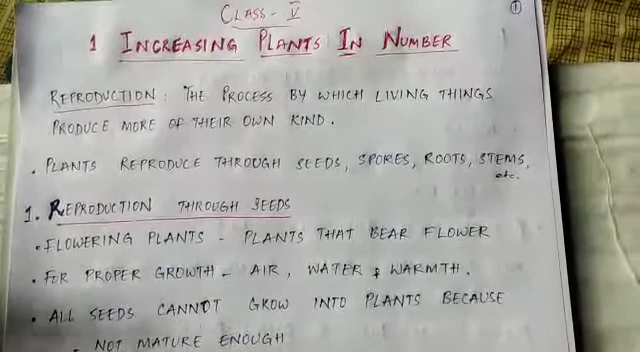 CLASS - V
1
1 INCREASING PLANTS IN NUMBER
REPRODUCTION : THE PROCESS BY WHICH LIVING THINGS
PRODUCE MORE OF THEIR OWN KIND.
• PLANTS REPRODUCE THROUGH SEEDS, SPORES, ROOTS, STEMS,
etc.
1. REPRODUCTION THROUGH SEEDS
• FLOWERING PLANTS - PLANTS THAT BEAR FLOWER
• FOR PROPER GROWTH - AIR, WATER & WARMTH.
• ALL SEEDS CANNOT GROW INTO PLANTS BECAUSE
• NOT MATURE ENOUGH